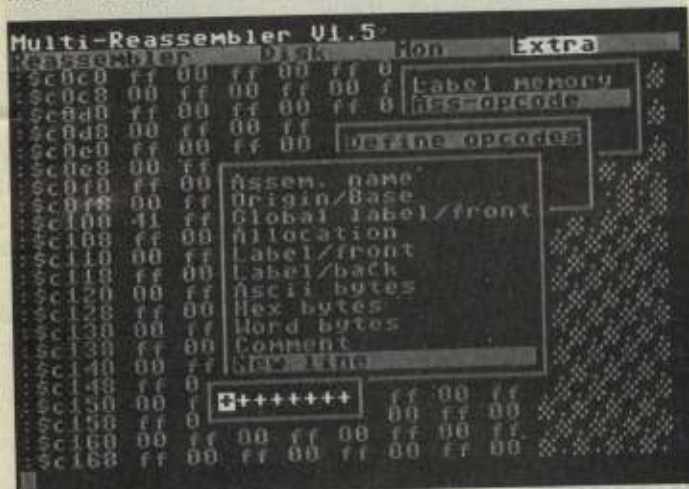 Multi-Reassembler V1.5
Reassembler Disk Mon Extra
:$c0c0 ff 00 ff 00 ff 0
:$c0c8 00 ff 00 ff 00 f
:$c0d0 ff 00 ff 00 ff 0
:$c0d8 00 ff 00 ff
:$c0e0 ff 00 ff 00
:$c0e8 00 ff
:$c0f0 ff 00
:$c0f8 00 ff
:$c100 41 ff
:$c108 ff 00
:$c110 00 ff
:$c118 ff 00
:$c120 00 ff
:$c128 ff 00
:$c130 00 ff
:$c138 ff 00
:$c140 00 ff
:$c148 ff 0
:$c150 00 f ff 00 ff
:$c158 ff 0 00 ff 00
:$c160 00 ff 00 ff 00 ff 00 ff
:$c168 ff 00 ff 00 ff 00 ff 00
Label memory
Ass-opcode
Define opcodes
Assem. name
Origin/Base
Global label/front
Allocation
Label/front
Label/back
Ascii bytes
Hex bytes
Word bytes
Comment
New line
++++++++